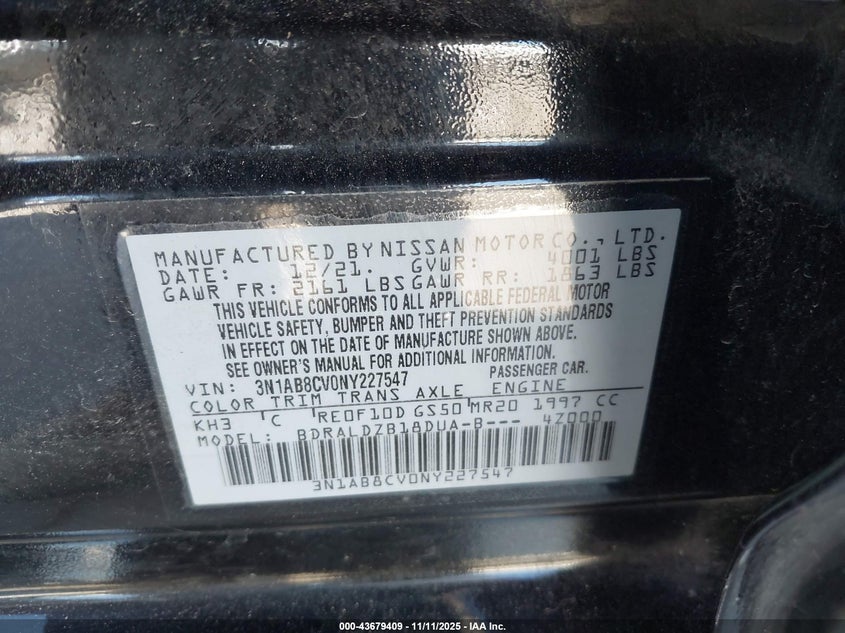 MANUFACTURED BY NISSAN MOTOR CO., LTD.
DATE: 12/21. GVWR: 4001 LBS
GAWR FR: 2161 LBS GAWR RR: 1863 LBS
THIS VEHICLE CONFORMS TO ALL APPLICABLE FEDERAL MOTOR
VEHICLE SAFETY, BUMPER AND THEFT PREVENTION STANDARDS
IN EFFECT ON THE DATE OF MANUFACTURE SHOWN ABOVE.
SEE OWNER'S MANUAL FOR ADDITIONAL INFORMATION.
VIN: 3N1AB8CV0NY227547 PASSENGER CAR.
COLOR TRIM TRANS AXLE ENGINE
KH3 C RE0F10D GS50 MR20 1997 CC
MODEL: BDRALDZB18DUA-B--- 4Z000
3N1AB8CV0NY227547
000-43679409 - 11/11/2025 - IAA Inc.